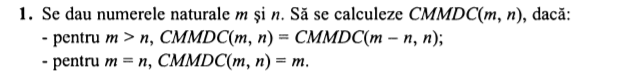 1. Se dau numerele naturale m şi n. Să se calculeze CMMDC(m, n), dacă:
- pentru m > n, CMMDC(m, n) = CMMDC(m – n, n);
- pentru m = n, CMMDC(m, n) = m.